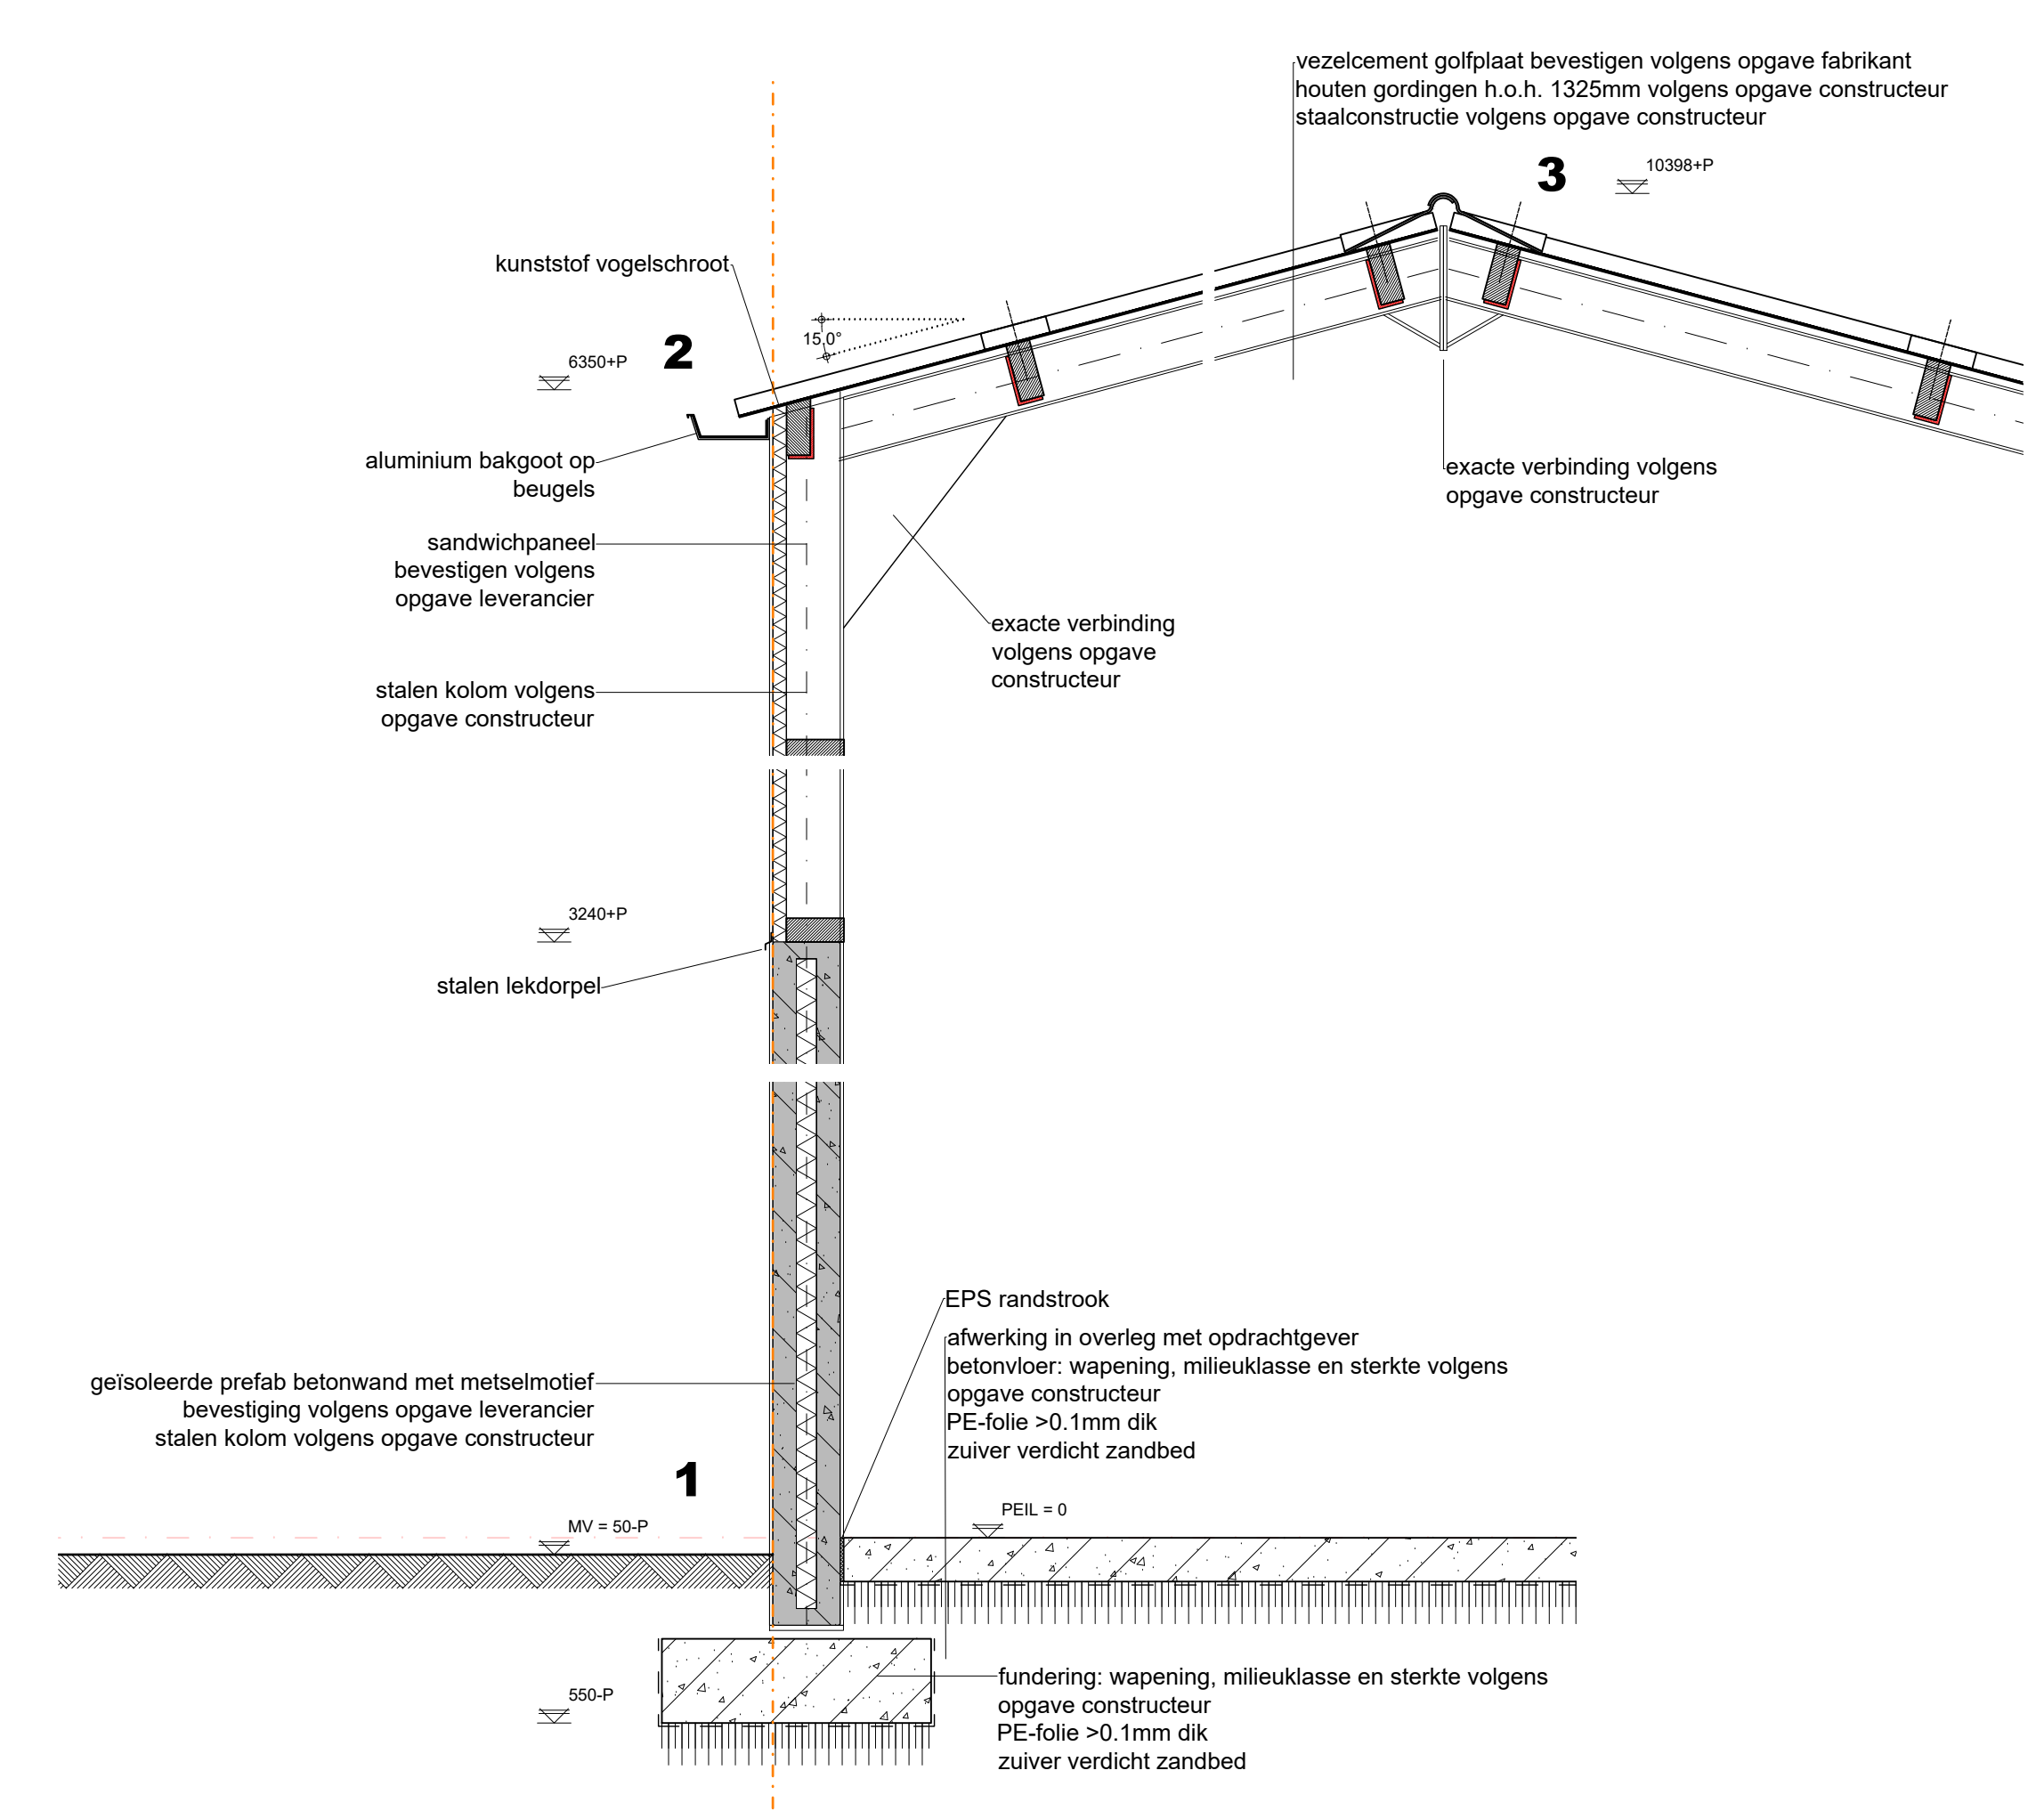 vezelcement golfplaat bevestigen volgens opgave fabrikant
houten gordingen h.o.h. 1325mm volgens opgave constructeur
staalconstructie volgens opgave constructeur
3
10398+P
kunststof vogelschroot
15,0°
2
6350+P
aluminium bakgoot op
beugels
exacte verbinding volgens
opgave constructeur
sandwichpaneel
bevestigen volgens
opgave leverancier
exacte verbinding
volgens opgave
constructeur
stalen kolom volgens
opgave constructeur
3240+P
stalen lekdorpel
EPS randstrook
afwerking in overleg met opdrachtgever
betonvloer: wapening, milieuklasse en sterkte volgens
opgave constructeur
PE-folie >0.1mm dik
zuiver verdicht zandbed
geïsoleerde prefab betonwand met metselmotief
bevestiging volgens opgave leverancier
stalen kolom volgens opgave constructeur
1
MV = 50-P
PEIL = 0
550-P
fundering: wapening, milieuklasse en sterkte volgens
opgave constructeur
PE-folie >0.1mm dik
zuiver verdicht zandbed